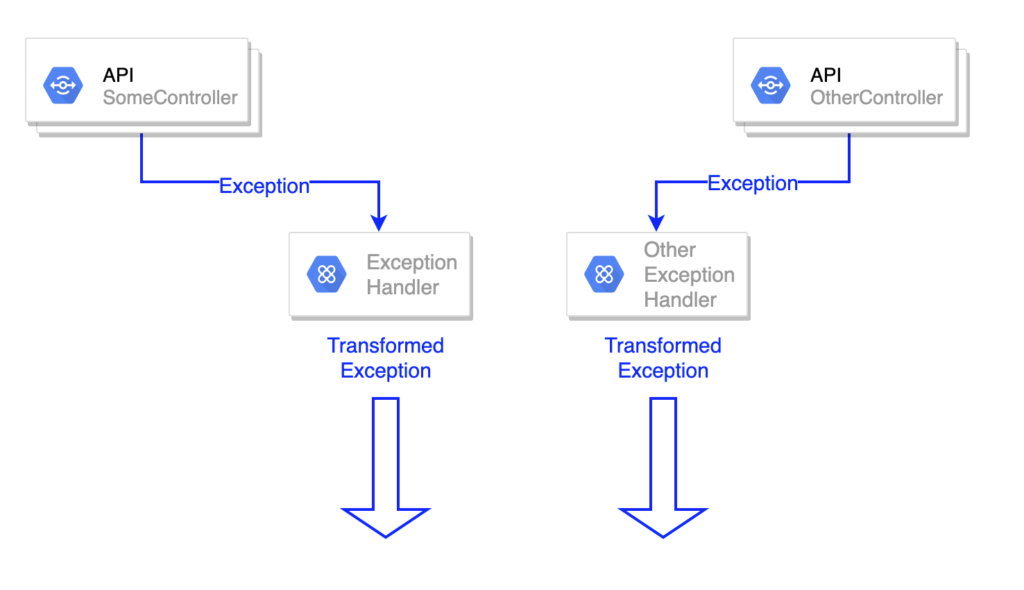 API
SomeController
API
OtherController
Exception
Exception
Exception
Handler
Other
Exception
Handler
Transformed
Exception
Transformed
Exception